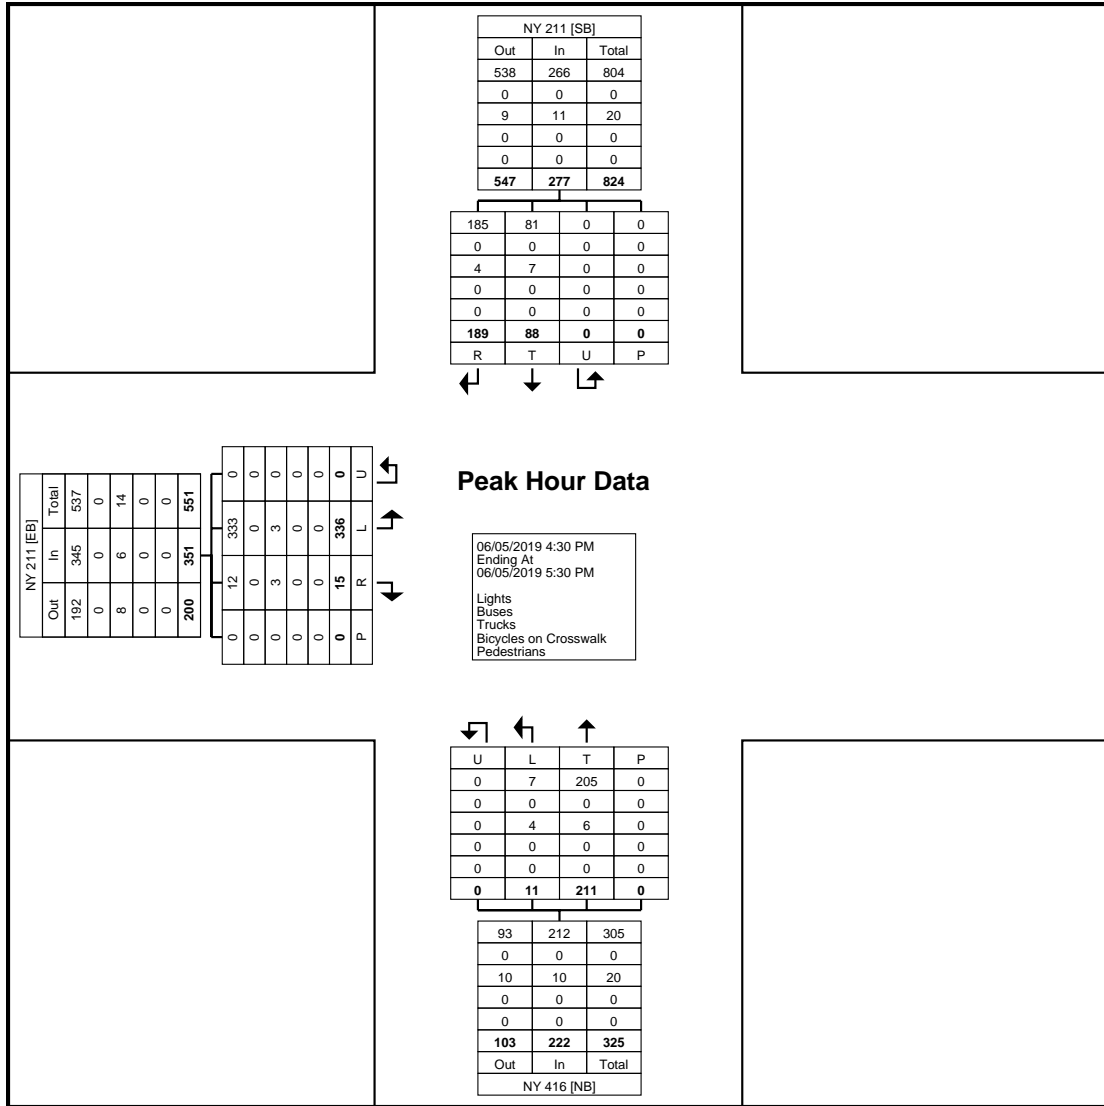 NY 211 [SB]
Out In Total
538 266 804
0 0 0
9 11 20
0 0 0
0 0 0
547 277 824
185 81 0 0
0 0 0 0
4 7 0 0
0 0 0 0
0 0 0 0
189 88 0 0
R T U P
NY 211 [EB]
Out In Total
192 345 537
0 0 0
8 6 14
0 0 0
0 0 0
200 351 551
0 12 333 0
0 0 0 0
0 3 3 0
0 0 0 0
0 0 0 0
0 15 336 0
P R L U
Peak Hour Data
06/05/2019 4:30 PM
Ending At
06/05/2019 5:30 PM
Lights
Buses
Trucks
Bicycles on Crosswalk
Pedestrians
U L T P
0 7 205 0
0 0 0 0
0 4 6 0
0 0 0 0
0 0 0 0
0 11 211 0
93 212 305
0 0 0
10 10 20
0 0 0
0 0 0
103 222 325
Out In Total
NY 416 [NB]